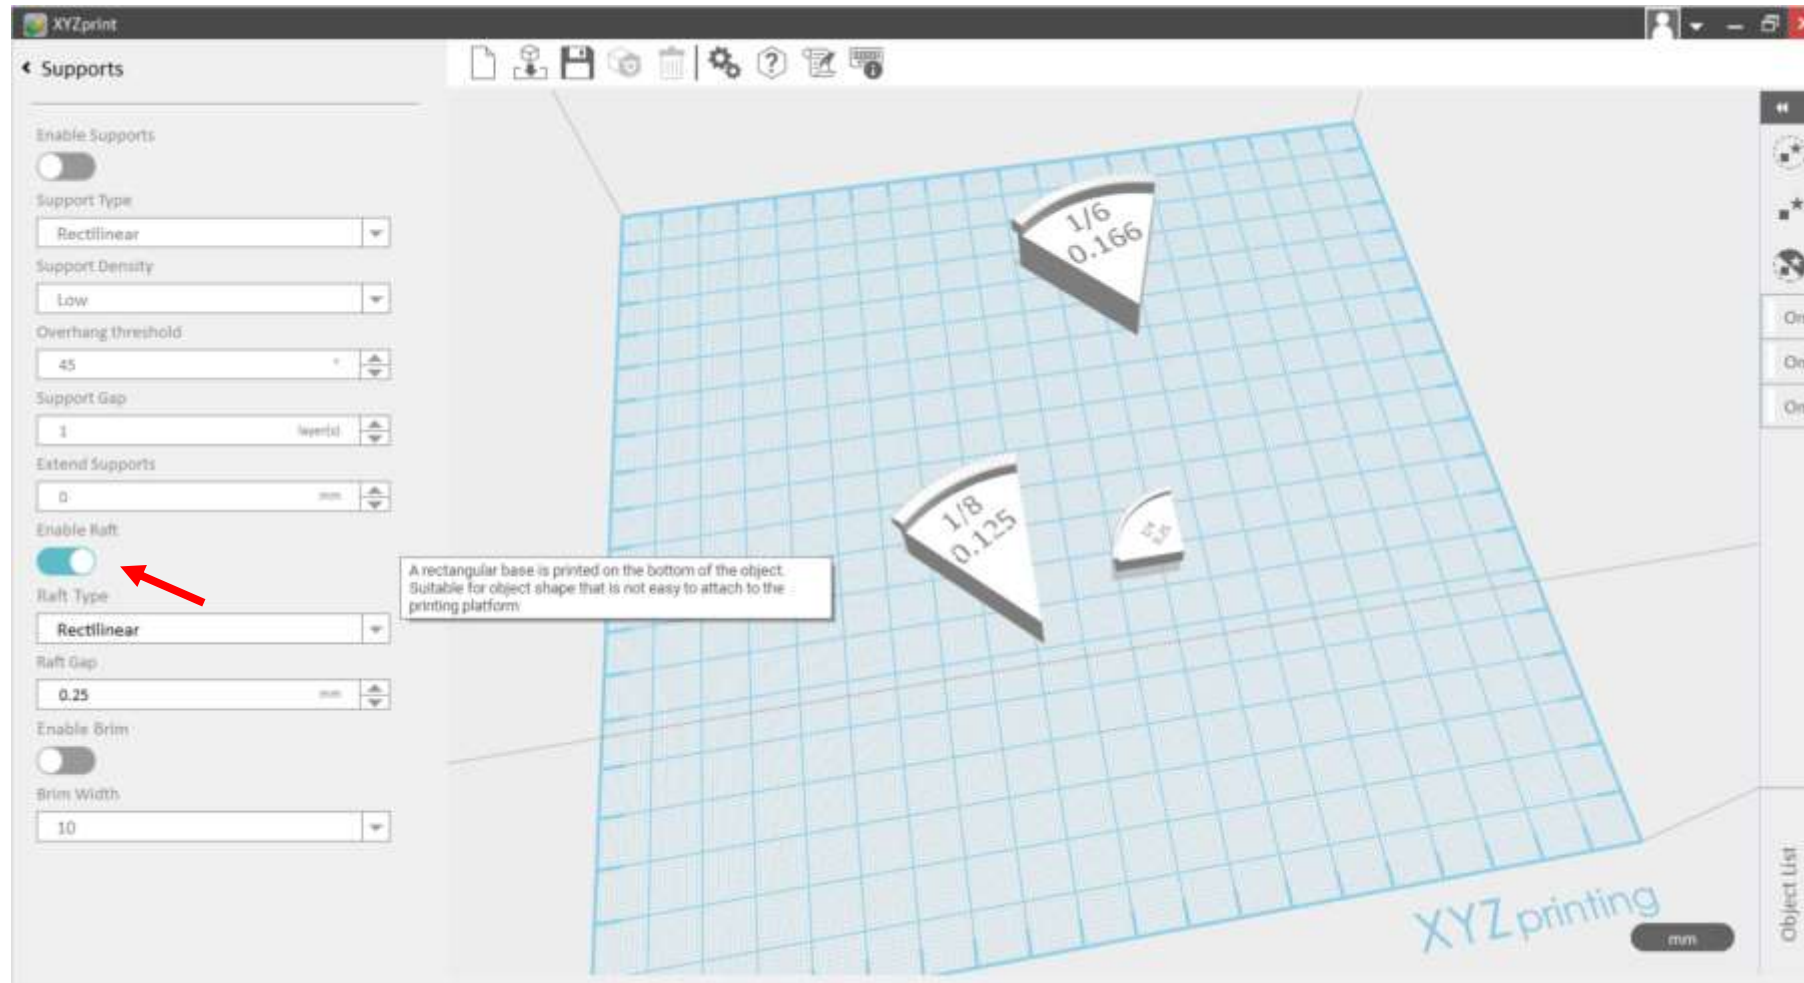 XYZprint
Supports
Enable Supports
Support Type
Rectilinear
Support Density
Low
Overhang threshold
45 °
Support Gap
1 layer(s)
Extend Supports
0 mm
Enable Raft
Raft Type
Rectilinear
Raft Gap
0.25 mm
Enable Brim
Brim Width
10
A rectangular base is printed on the bottom of the object.
Suitable for object shape that is not easy to attach to the
printing platform
1/6
0.166
1/8
0.125
XYZprinting
mm
Object List